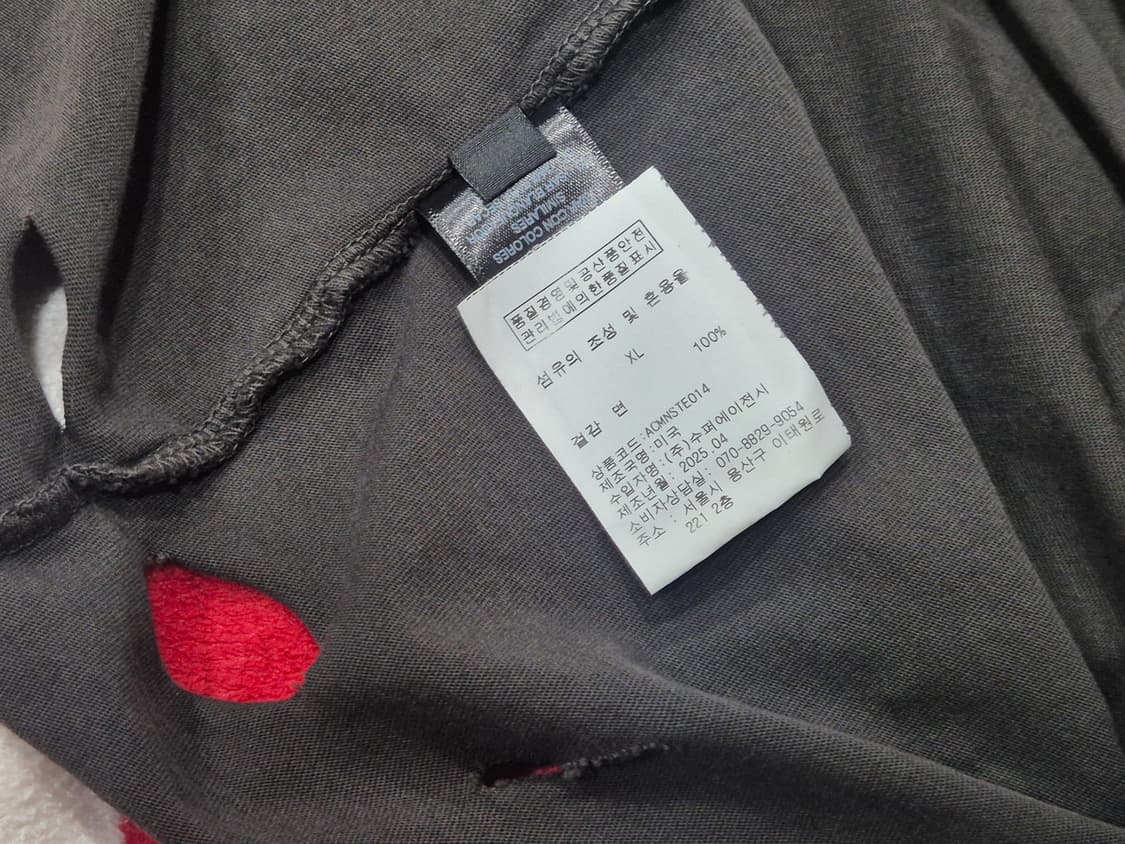 CON COLORES
SIMILARES
품질경영 및 공산품안전
관리법에의한품질표시
섬유의 조성 및 혼용율
XL
100%
겉감 면
상품코드:ACMNSTE014
제조국명:미국
수입자명:(주)수퍼에이전시
제조년월: 2025.04
소비자상담실: 070-8829-9054
주소 : 서울시 용산구 이태원로
221 2층